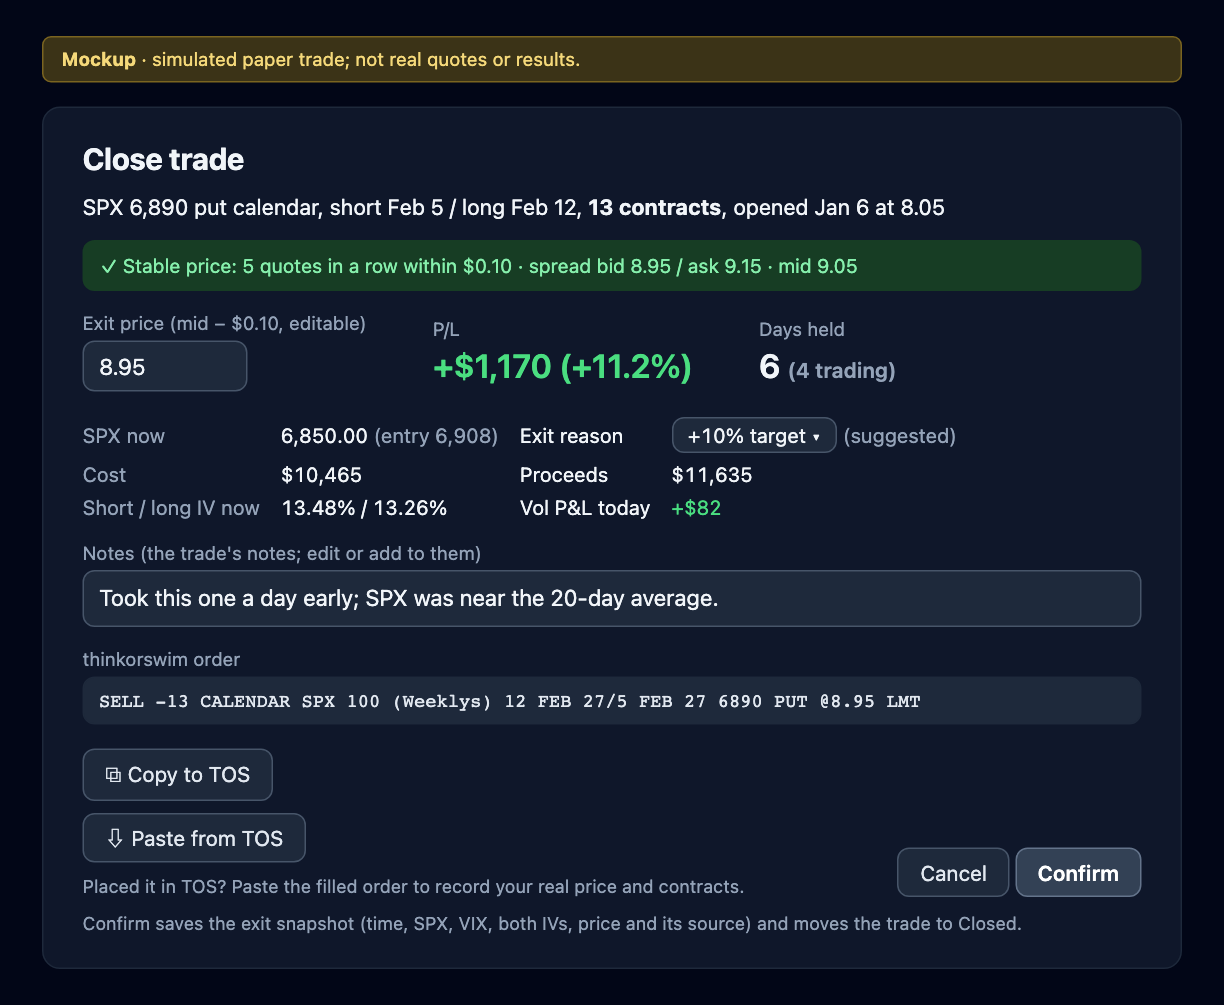 Mockup · simulated paper trade; not real quotes or results.
Close trade
SPX 6,890 put calendar, short Feb 5 / long Feb 12, 13 contracts, opened Jan 6 at 8.05
✓ Stable price: 5 quotes in a row within $0.10 · spread bid 8.95 / ask 9.15 · mid 9.05
Exit price (mid – $0.10, editable)
8.95
P/L
+$1,170 (+11.2%)
Days held
6 (4 trading)
SPX now 6,850.00 (entry 6,908) Exit reason +10% target ▾ (suggested)
Cost $10,465 Proceeds $11,635
Short / long IV now 13.48% / 13.26% Vol P&L today +$82
Notes (the trade's notes; edit or add to them)
Took this one a day early; SPX was near the 20-day average.
thinkorswim order
SELL -13 CALENDAR SPX 100 (Weeklys) 12 FEB 27/5 FEB 27 6890 PUT @8.95 LMT
⧉ Copy to TOS
⇩ Paste from TOS
Placed it in TOS? Paste the filled order to record your real price and contracts.
Cancel
Confirm
Confirm saves the exit snapshot (time, SPX, VIX, both IVs, price and its source) and moves the trade to Closed.